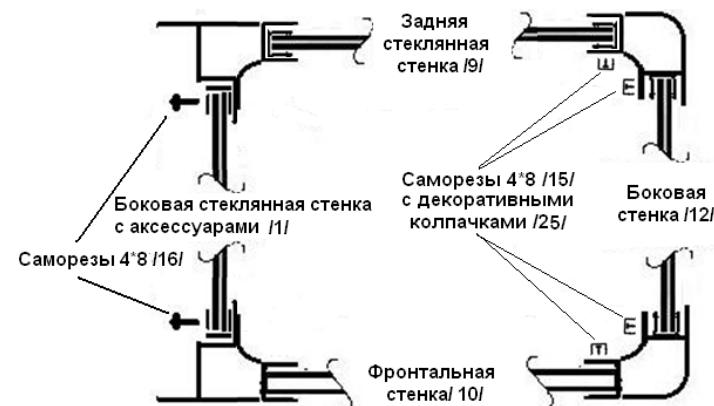 Задняя
стеклянная
стенка /9/
Саморезы 4*8 /15/
с декоративными
колпачками /25/
Боковая
стенка /12/
Боковая стеклянная стенка
с аксессуарами /1/
Саморезы 4*8 /16/
Фронтальная
стенка/ 10/